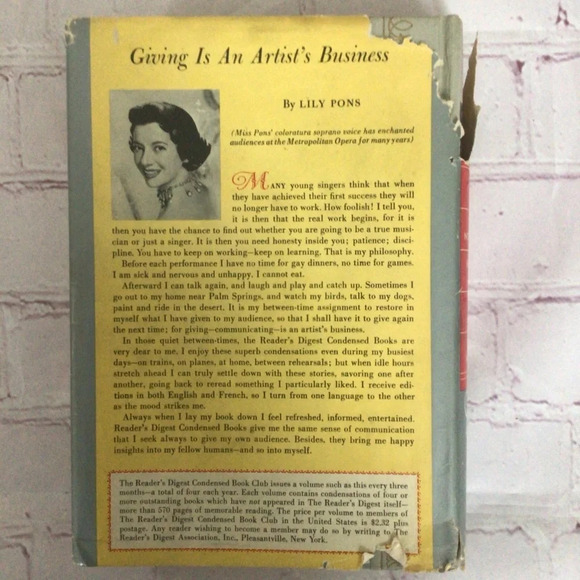 Giving Is An Artist's Business
By LILY PONS
(Miss Pons' coloratura soprano voice has enchanted
audiences at the Metropolitan Opera for many years)
MANY young singers think that when
they have achieved their first success they will
no longer have to work. How foolish! I tell you,
it is then that the real work begins, for it is
then you have the chance to find out whether you are going to be a true musi-
cian or just a singer. It is then you need honesty inside you; patience; disci-
pline. You have to keep on working—keep on learning. That is my philosophy.
Before each performance I have no time for gay dinners, no time for games.
I am sick and nervous and unhappy. I cannot eat.
Afterward I can talk again, and laugh and play and catch up. Sometimes I
go out to my home near Palm Springs, and watch my birds, talk to my dogs,
paint and ride in the desert. It is my between-time assignment to restore in
myself what I have given to my audience, so that I shall have it to give again
the next time; for giving—communicating—is an artist's business.
In those quiet between-times, the Reader's Digest Condensed Books are
very dear to me. I enjoy these superb condensations even during my busiest
days—on trains, on planes, at home, between rehearsals; but when idle hours
stretch ahead I can truly settle down with these stories, savoring one after
another, going back to reread something I particularly liked. I receive edi-
tions in both English and French, so I turn from one language to the other
as the mood strikes me.
Always when I lay my book down I feel refreshed, informed, entertained.
Reader's Digest Condensed Books give me the same sense of communication
that I seek always to give my own audience. Besides, they bring me happy
insights into my fellow humans—and so into myself.
The Reader's Digest Condensed Book Club issues a volume such as this every three
months—a total of four each year. Each volume contains condensations of four or
more outstanding books which have not appeared in The Reader's Digest itself—
more than 570 pages of memorable reading. The price per volume to members of
The Reader's Digest Condensed Book Club in the United States is $2.32 plus
postage. Any reader wishing to become a member may do so by writing to The
Reader's Digest Association, Inc., Pleasantville, New York.